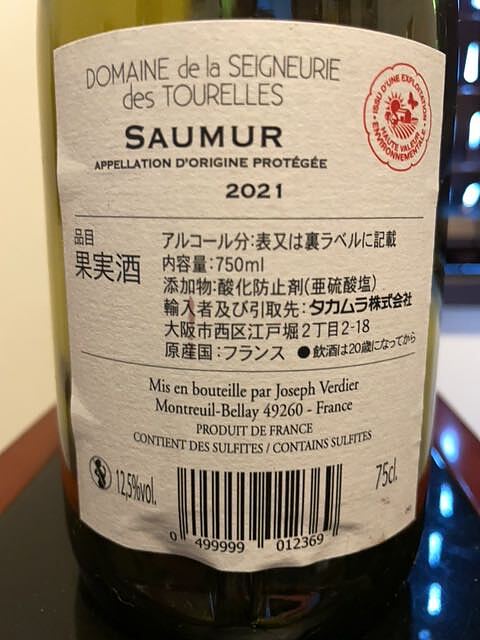 DOMAINE de la SEIGNEURIE
des TOURELLES
SAUMUR
APPELLATION D'ORIGINE PROTÉGÉE
2021
ISSU D'UNE EXPLOITATION
HAUTE VALEUR
ENVIRONNEMENTALE
品目
果実酒
アルコール分:表又は裏ラベルに記載
内容量:750ml
添加物:酸化防止剤(亜硫酸塩)
輸入者及び引取先:タカムラ株式会社
大阪市西区江戸堀2丁目2-18
原産国:フランス ●飲酒は20歳になってから
Mis en bouteille par Joseph Verdier
Montreuil-Bellay 49260 - France
PRODUIT DE FRANCE
CONTIENT DES SULFITES / CONTAINS SULFITES
12,5%vol.
75cl.
0 499999 012369